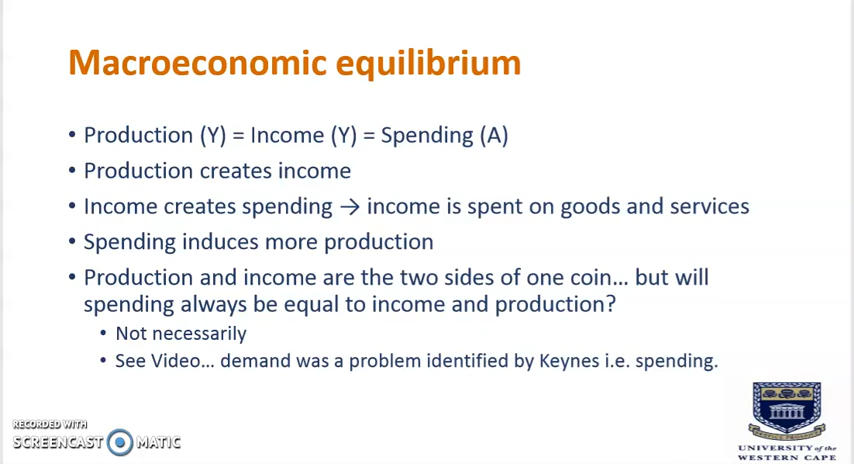 Macroeconomic equilibrium
• Production (Y) = Income (Y) = Spending (A)
• Production creates income
• Income creates spending → income is spent on goods and services
• Spending induces more production
• Production and income are the two sides of one coin… but will
spending always be equal to income and production?
• Not necessarily
• See Video… demand was a problem identified by Keynes i.e. spending.
RECORDED WITH
SCREENCAST MATIC
UNIVERSITY of the
WESTERN CAPE